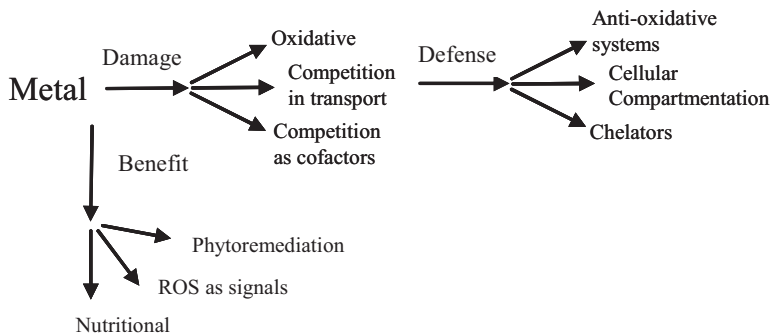 Metal
Damage
Oxidative
Competition
in transport
Competition
as cofactors
Defense
Anti-oxidative
systems
Cellular
Compartmentation
Chelators
Benefit
Phytoremediation
ROS as signals
Nutritional